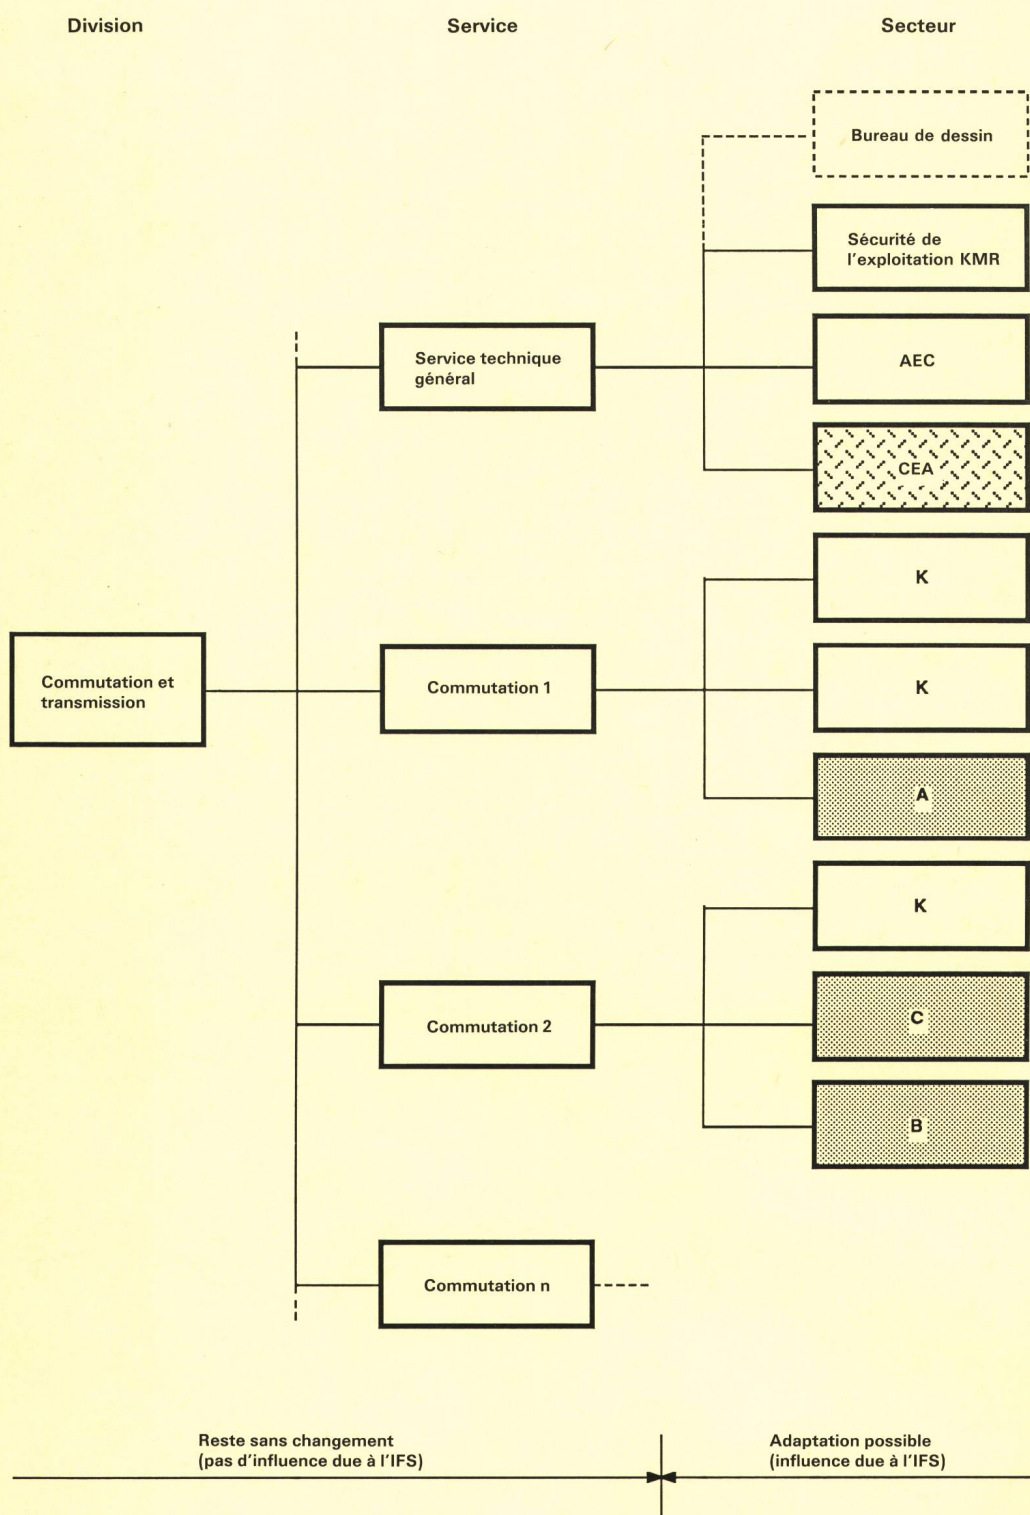 Division
Service
Secteur
Bureau de dessin
Sécurité de
l'exploitation KMR
Service technique
général
AEC
CEA
K
Commutation et
transmission
Commutation 1
K
A
K
Commutation 2
C
B
Commutation n
Reste sans changement
(pas d'influence due à l'IFS)
Adaptation possible
(influence due à l'IFS)